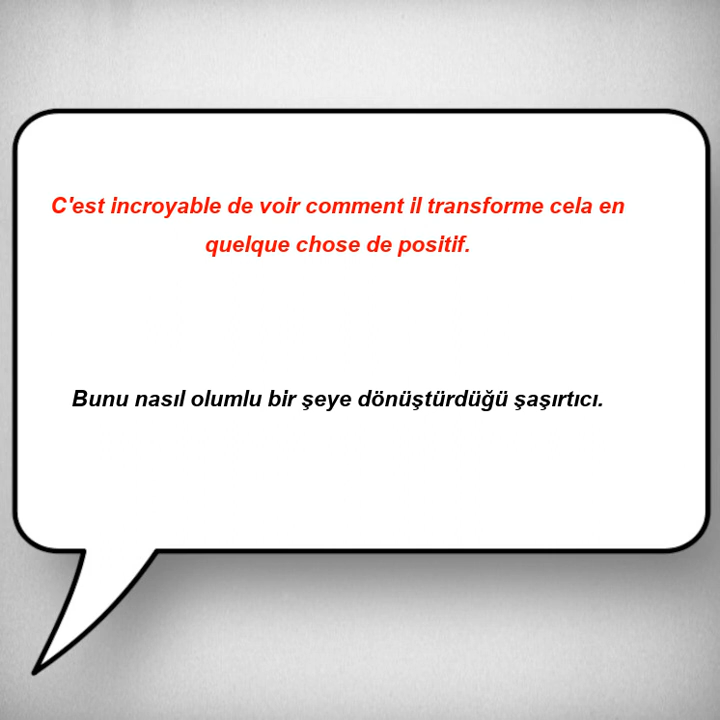 C'est incroyable de voir comment il transforme cela en
quelque chose de positif.
Bunu nasıl olumlu bir şeye dönüştürdüğü şaşırtıcı.